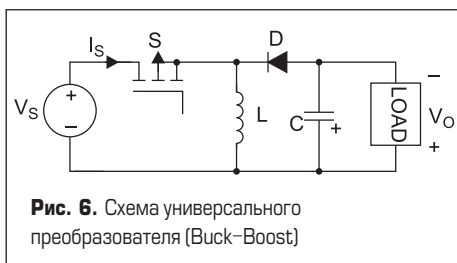 I_S
S
D
+
−
V_S
L
C
+
LOAD
−
V_O
+
Рис. 6. Схема универсального
преобразователя (Buck–Boost)